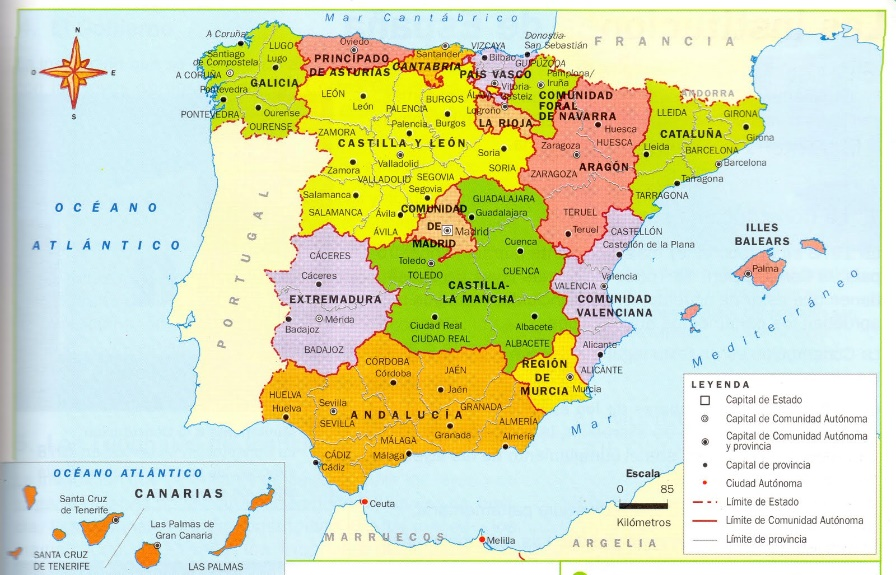 Mar Cantábrico
FRANCIA
ANDORRA
OCÉANO
ATLÁNTICO
PORTUGAL
Mar Mediterráneo
MARRUECOS
ARGELIA
N
O
E
S
A Coruña
Santiago
de Compostela
A CORUÑA
LUGO
Lugo
GALICIA
Pontevedra
PONTEVEDRA
Ourense
OURENSE
Oviedo
PRINCIPADO
DE ASTURIAS
Santander
CANTABRIA
VIZCAYA
Bilbao
Donostia-
San Sebastián
GUIPÚZCOA
PAÍS VASCO
Vitoria-
Gasteiz
Pamplona/
Iruña
COMUNIDAD
FORAL
DE NAVARRA
Logroño
LA RIOJA
LEÓN
León
PALENCIA
Palencia
BURGOS
Burgos
ZAMORA
Zamora
CASTILLA Y LEÓN
Valladolid
VALLADOLID
Soria
SORIA
SEGOVIA
Segovia
Salamanca
SALAMANCA
Ávila
ÁVILA
Huesca
HUESCA
Zaragoza
ZARAGOZA
ARAGÓN
TERUEL
Teruel
LLEIDA
Lleida
GIRONA
Girona
CATALUÑA
BARCELONA
Barcelona
Tarragona
TARRAGONA
COMUNIDAD
DE
MADRID
Madrid
GUADALAJARA
Guadalajara
Cuenca
CUENCA
Toledo
TOLEDO
CASTILLA-
LA MANCHA
Ciudad Real
CIUDAD REAL
Albacete
ALBACETE
CÁCERES
Cáceres
EXTREMADURA
Mérida
Badajoz
BADAJOZ
CASTELLÓN
Castellón de la Plana
Valencia
VALENCIA
COMUNIDAD
VALENCIANA
Alicante
ALICANTE
ILLES
BALEARS
Palma
REGIÓN
DE
MURCIA
Murcia
CÓRDOBA
Córdoba
JAÉN
Jaén
HUELVA
Huelva
Sevilla
SEVILLA
ANDALUCÍA
GRANADA
Granada
ALMERÍA
Almería
MÁLAGA
Málaga
CÁDIZ
Cádiz
Ceuta
Melilla
OCÉANO ATLÁNTICO
CANARIAS
Santa Cruz
de Tenerife
SANTA CRUZ
DE TENERIFE
Las Palmas de
Gran Canaria
LAS PALMAS
Escala
0 85
Kilómetros
LEYENDA
Capital de Estado
Capital de Comunidad Autónoma
Capital de Comunidad Autónoma
y provincia
Capital de provincia
Ciudad Autónoma
Límite de Estado
Límite de Comunidad Autónoma
Límite de provincia